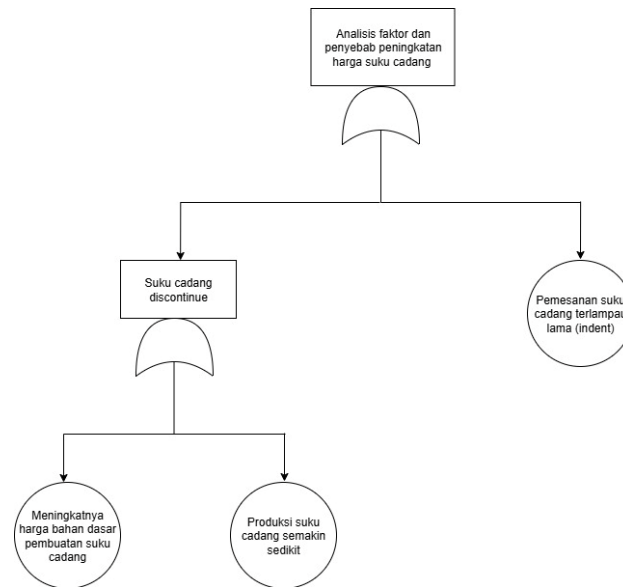 Analisis faktor dan
penyebab peningkatan
harga suku cadang
Suku cadang
discontinue
Pemesanan suku
cadang terlampau
lama (indent)
Meningkatnya
harga bahan dasar
pembuatan suku
cadang
Produksi suku
cadang semakin
sedikit